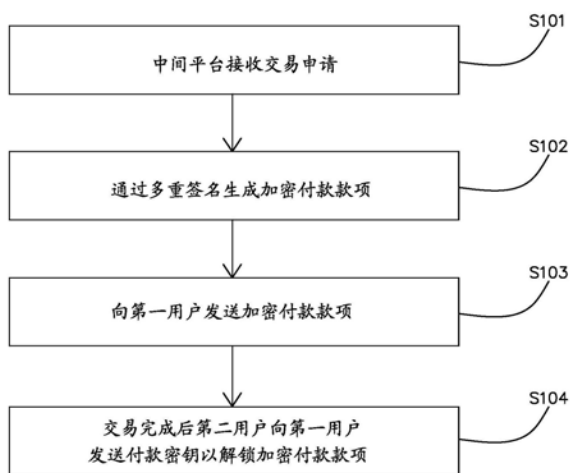 S101
中间平台接收交易申请
S102
通过多重签名生成加密付款款项
S103
向第一用户发送加密付款款项
S104
交易完成后第二用户向第一用户
发送付款密钥以解锁加密付款款项